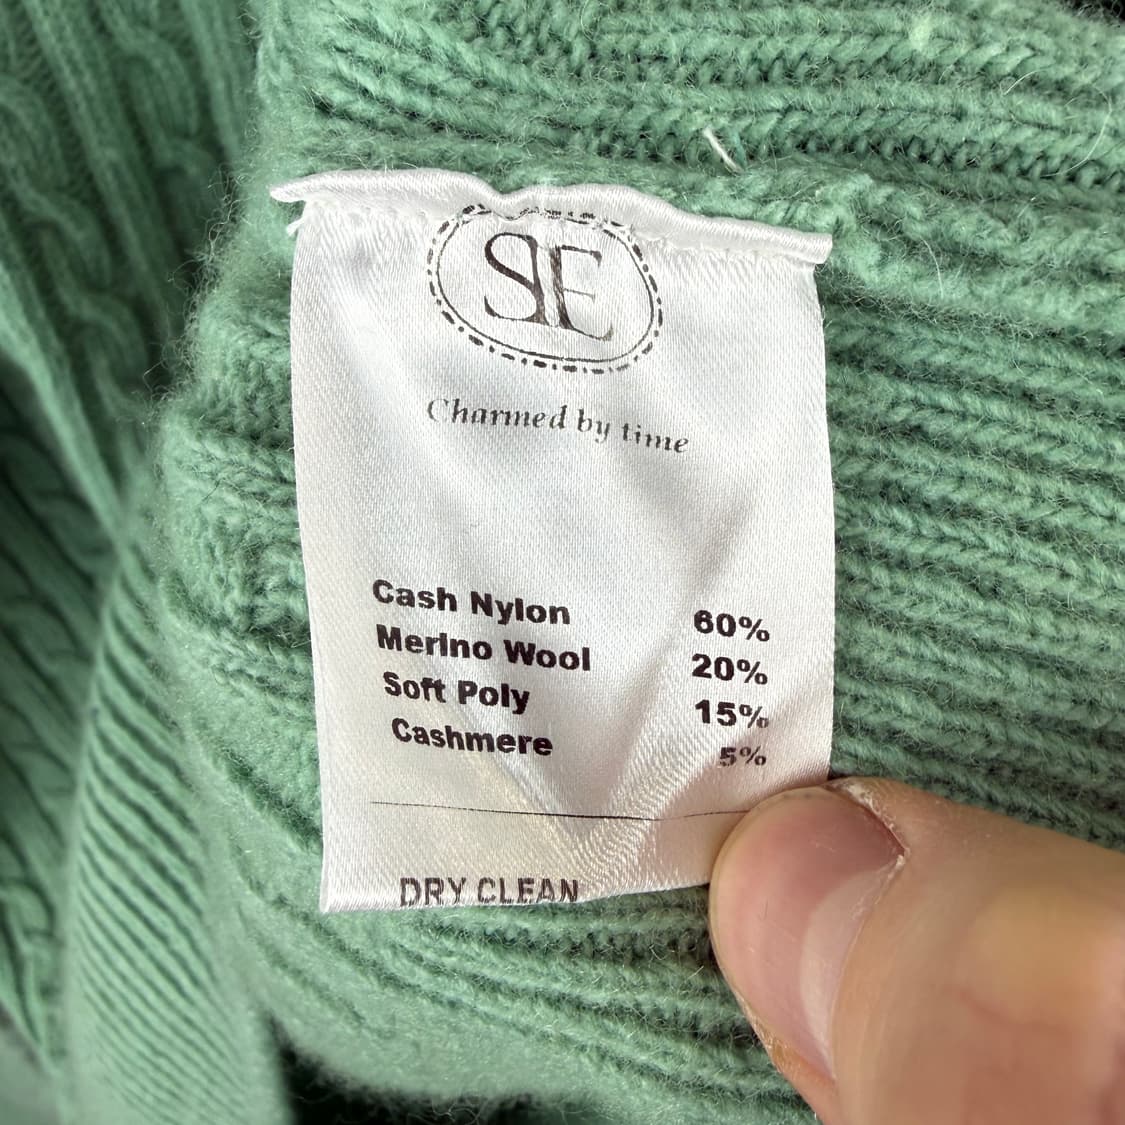 SE
Charmed by time
Cash Nylon 60%
Merino Wool 20%
Soft Poly 15%
Cashmere 5%
DRY CLEAN